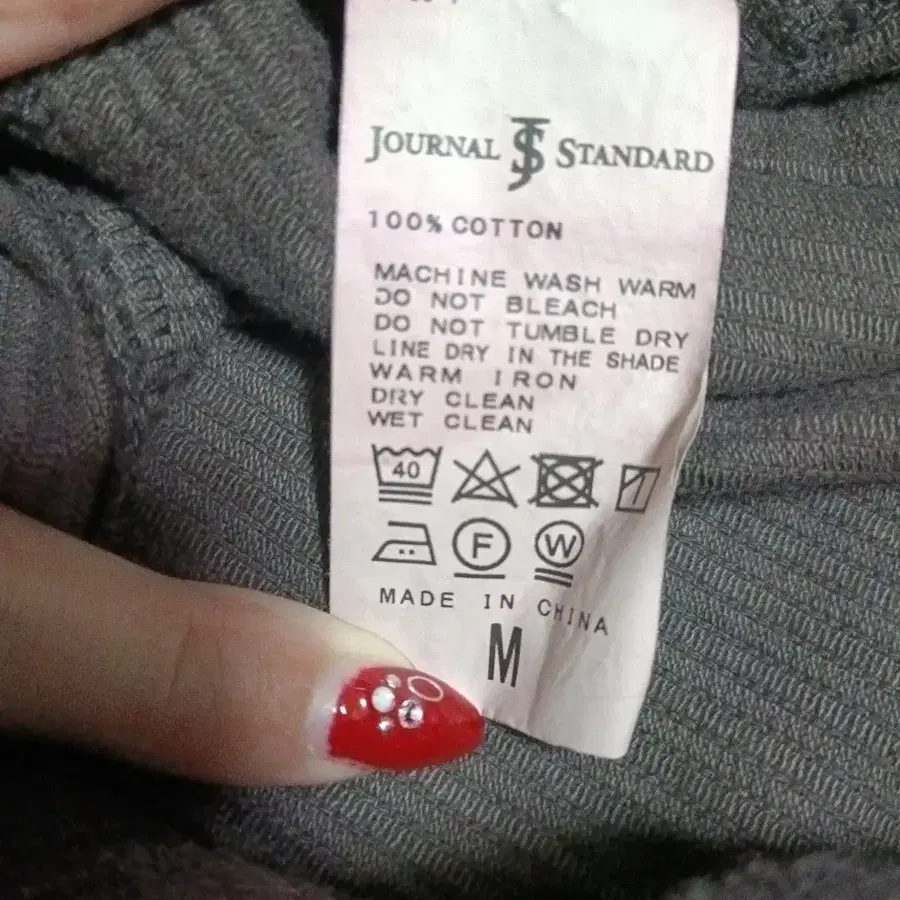 JOURNAL JS STANDARD
100% COTTON
MACHINE WASH WARM
DO NOT BLEACH
DO NOT TUMBLE DRY
LINE DRY IN THE SHADE
WARM IRON
DRY CLEAN
WET CLEAN
40
F W
MADE IN CHINA
M